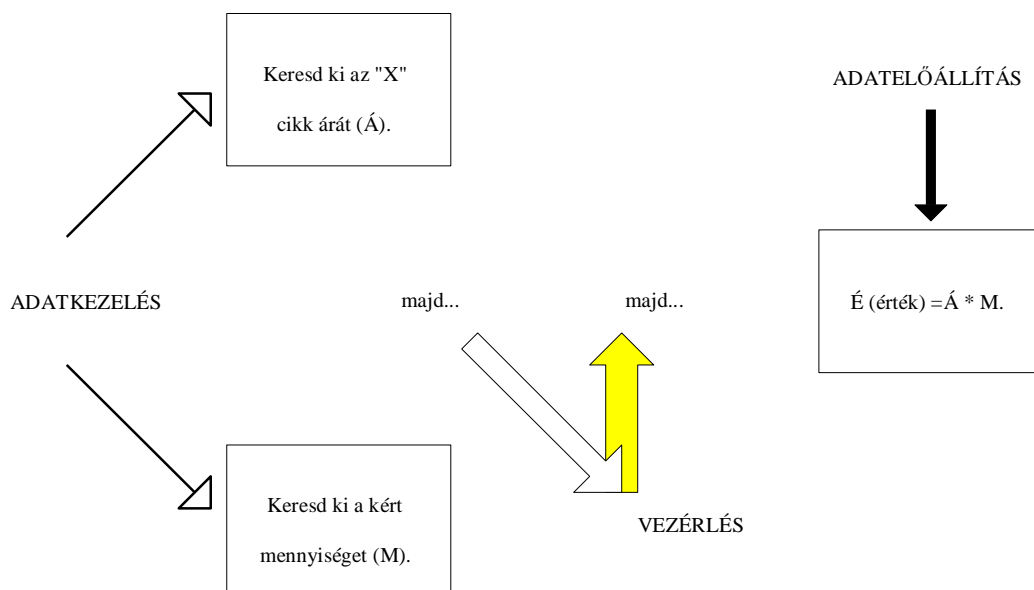 Keresd ki az "X"
cikk árát (Á).
ADATELŐÁLLÍTÁS
ADATKEZELÉS
majd...
majd...
É (érték) =Á * M.
Keresd ki a kért
mennyiséget (M).
VEZÉRLÉS